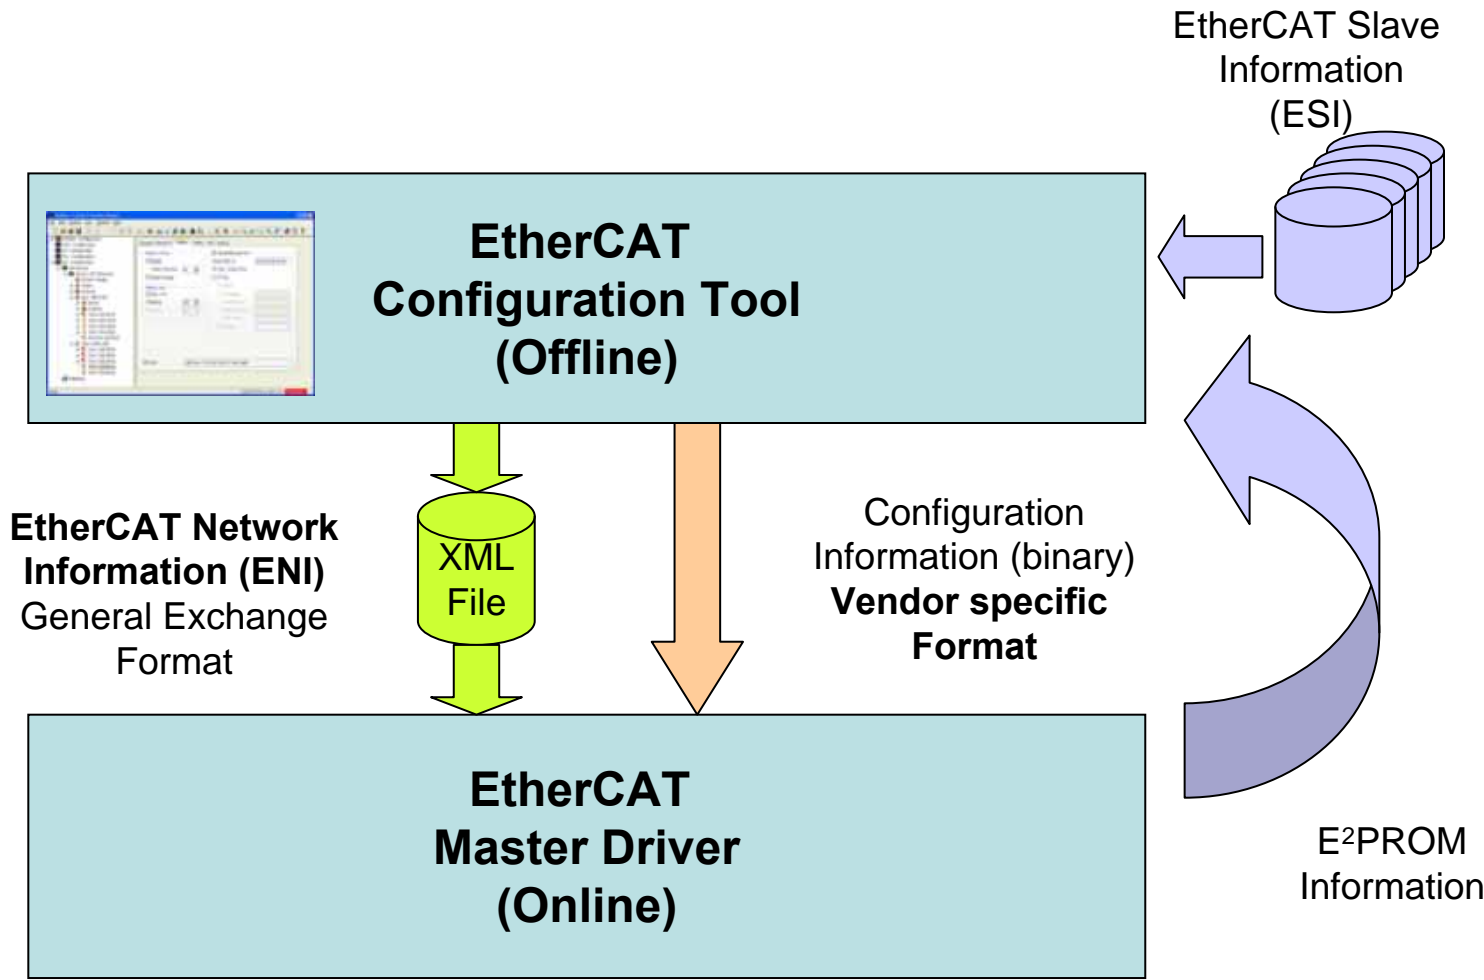 EtherCAT Slave
Information
(ESI)
EtherCAT
Configuration Tool
(Offline)
EtherCAT Network
Information (ENI)
General Exchange
Format
XML
File
Configuration
Information (binary)
Vendor specific
Format
EtherCAT
Master Driver
(Online)
E²PROM
Information